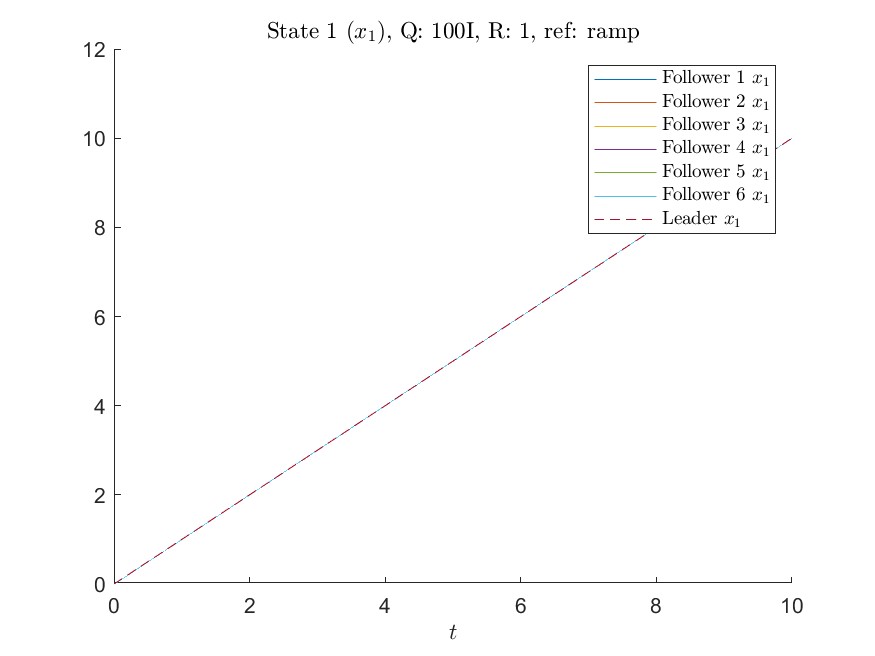 State 1 (x₁), Q: 100I, R: 1, ref: ramp
12
10
8
6
4
2
0
Follower 1 x₁
Follower 2 x₁
Follower 3 x₁
Follower 4 x₁
Follower 5 x₁
Follower 6 x₁
Leader x₁
0 2 4 6 8 10
t